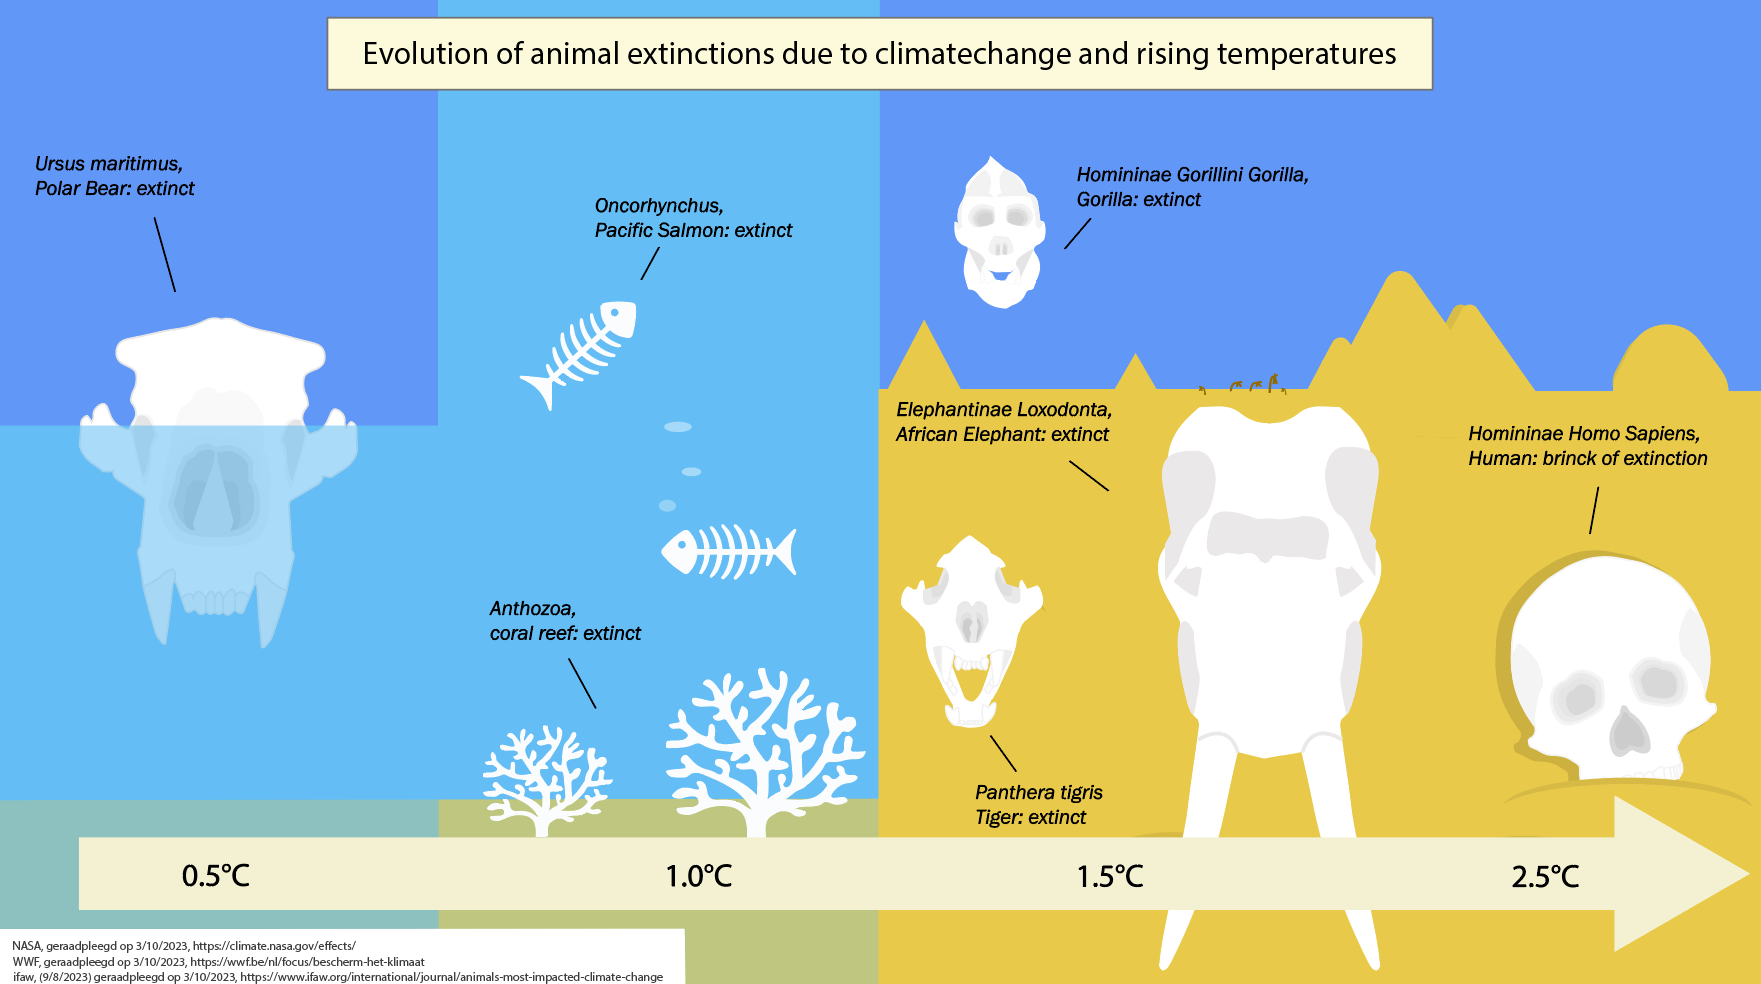 Evolution of animal extinctions due to climatechange and rising temperatures
Ursus maritimus,
Polar Bear: extinct
Oncorhynchus,
Pacific Salmon: extinct
Anthozoa,
coral reef: extinct
Homininae Gorillini Gorilla,
Gorilla: extinct
Elephantinae Loxodonta,
African Elephant: extinct
Panthera tigris
Tiger: extinct
Homininae Homo Sapiens,
Human: brinck of extinction
0.5°C
1.0°C
1.5°C
2.5°C
NASA, geraadpleegd op 3/10/2023, https://climate.nasa.gov/effects/
WWF, geraadpleegd op 3/10/2023, https://wwf.be/nl/focus/bescherm-het-klimaat
ifaw, (9/8/2023) geraadpleegd op 3/10/2023, https://www.ifaw.org/international/journal/animals-most-impacted-climate-change